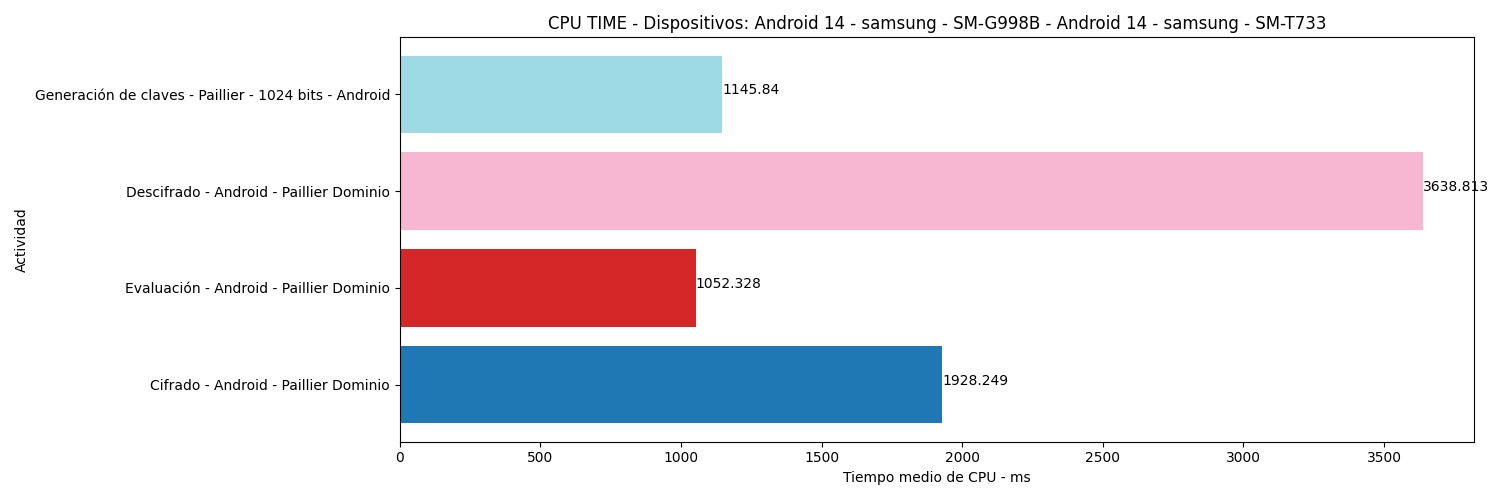 CPU TIME - Dispositivos: Android 14 - samsung - SM-G998B - Android 14 - samsung - SM-T733
Actividad
Generación de claves - Paillier - 1024 bits - Android
1145.84
Descifrado - Android - Paillier Dominio
3638.813
Evaluación - Android - Paillier Dominio
1052.328
Cifrado - Android - Paillier Dominio
1928.249
0 500 1000 1500 2000 2500 3000 3500
Tiempo medio de CPU - ms